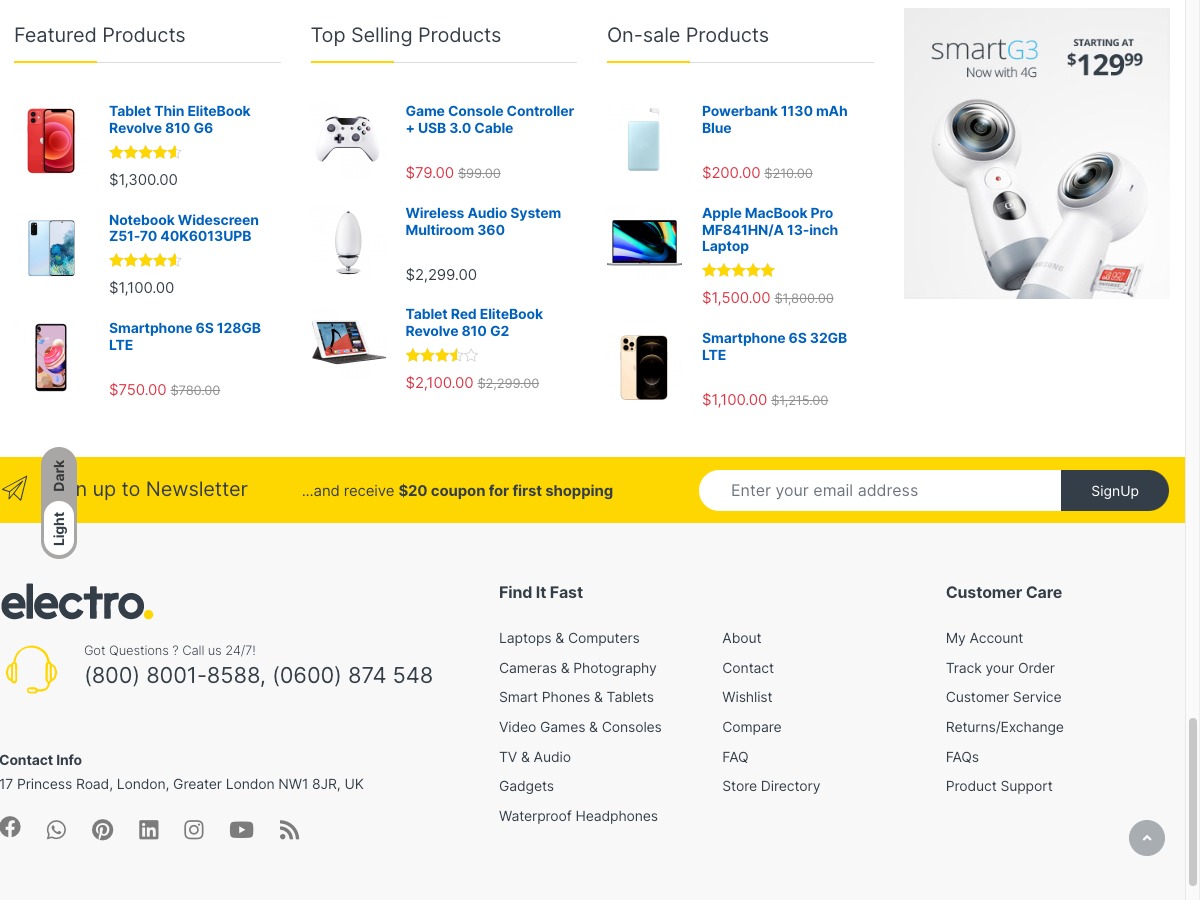 Featured Products
Tablet Thin EliteBook
Revolve 810 G6
$1,300.00
Notebook Widescreen
Z51-70 40K6013UPB
$1,100.00
Smartphone 6S 128GB
LTE
$750.00 $780.00
Top Selling Products
Game Console Controller
+ USB 3.0 Cable
$79.00 $99.00
Wireless Audio System
Multiroom 360
$2,299.00
Tablet Red EliteBook
Revolve 810 G2
$2,100.00 $2,299.00
On-sale Products
Powerbank 1130 mAh
Blue
$200.00 $210.00
Apple MacBook Pro
MF841HN/A 13-inch
Laptop
$1,500.00 $1,800.00
Smartphone 6S 32GB
LTE
$1,100.00 $1,215.00
smartG3
Now with 4G
STARTING AT
$12999
SAMSUNG
Dark
Light
n up to Newsletter
...and receive $20 coupon for first shopping
Enter your email address
SignUp
electro.
Got Questions ? Call us 24/7!
(800) 8001-8588, (0600) 874 548
Contact Info
17 Princess Road, London, Greater London NW1 8JR, UK
Find It Fast
Laptops & Computers
Cameras & Photography
Smart Phones & Tablets
Video Games & Consoles
TV & Audio
Gadgets
Waterproof Headphones
About
Contact
Wishlist
Compare
FAQ
Store Directory
Customer Care
My Account
Track your Order
Customer Service
Returns/Exchange
FAQs
Product Support